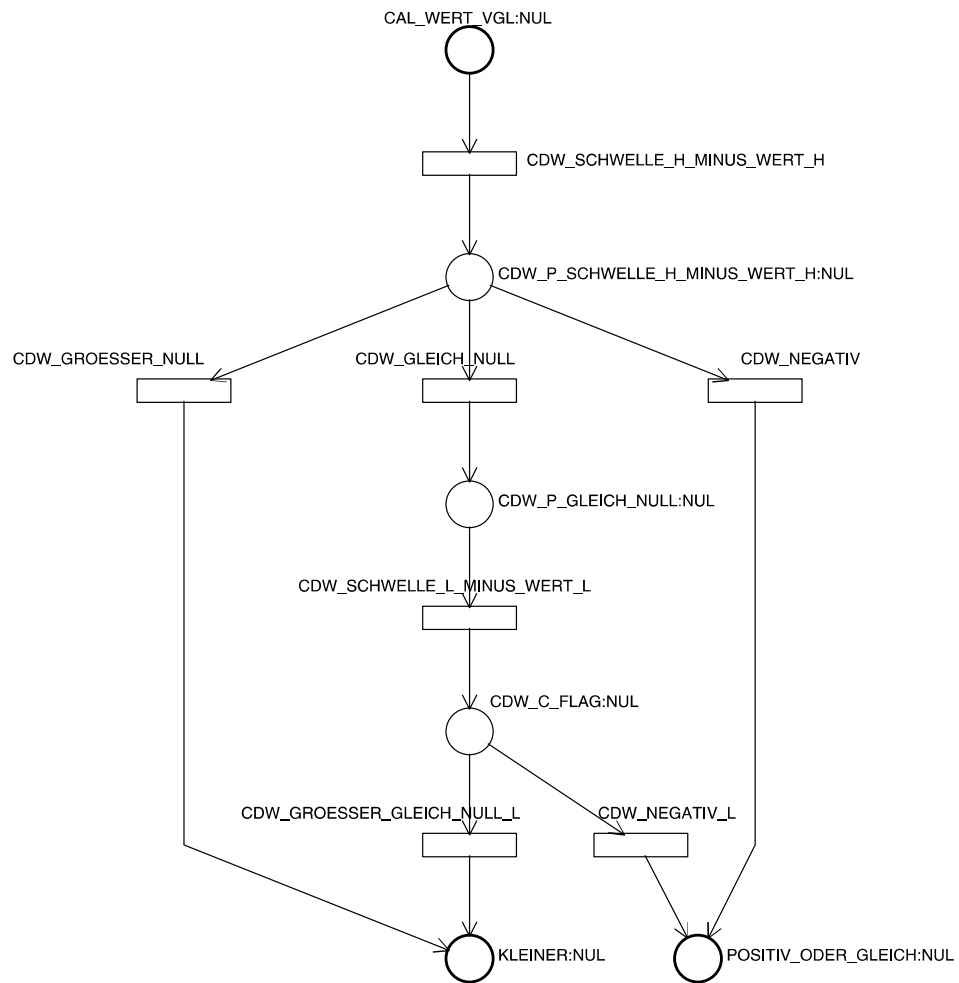 CAL_WERT_VGL:NUL
CDW_SCHWELLE_H_MINUS_WERT_H
CDW_P_SCHWELLE_H_MINUS_WERT_H:NUL
CDW_GROESSER_NULL
CDW_GLEICH_NULL
CDW_NEGATIV
CDW_P_GLEICH_NULL:NUL
CDW_SCHWELLE_L_MINUS_WERT_L
CDW_C_FLAG:NUL
CDW_GROESSER_GLEICH_NULL_L
CDW_NEGATIV_L
KLEINER:NUL
POSITIV_ODER_GLEICH:NUL